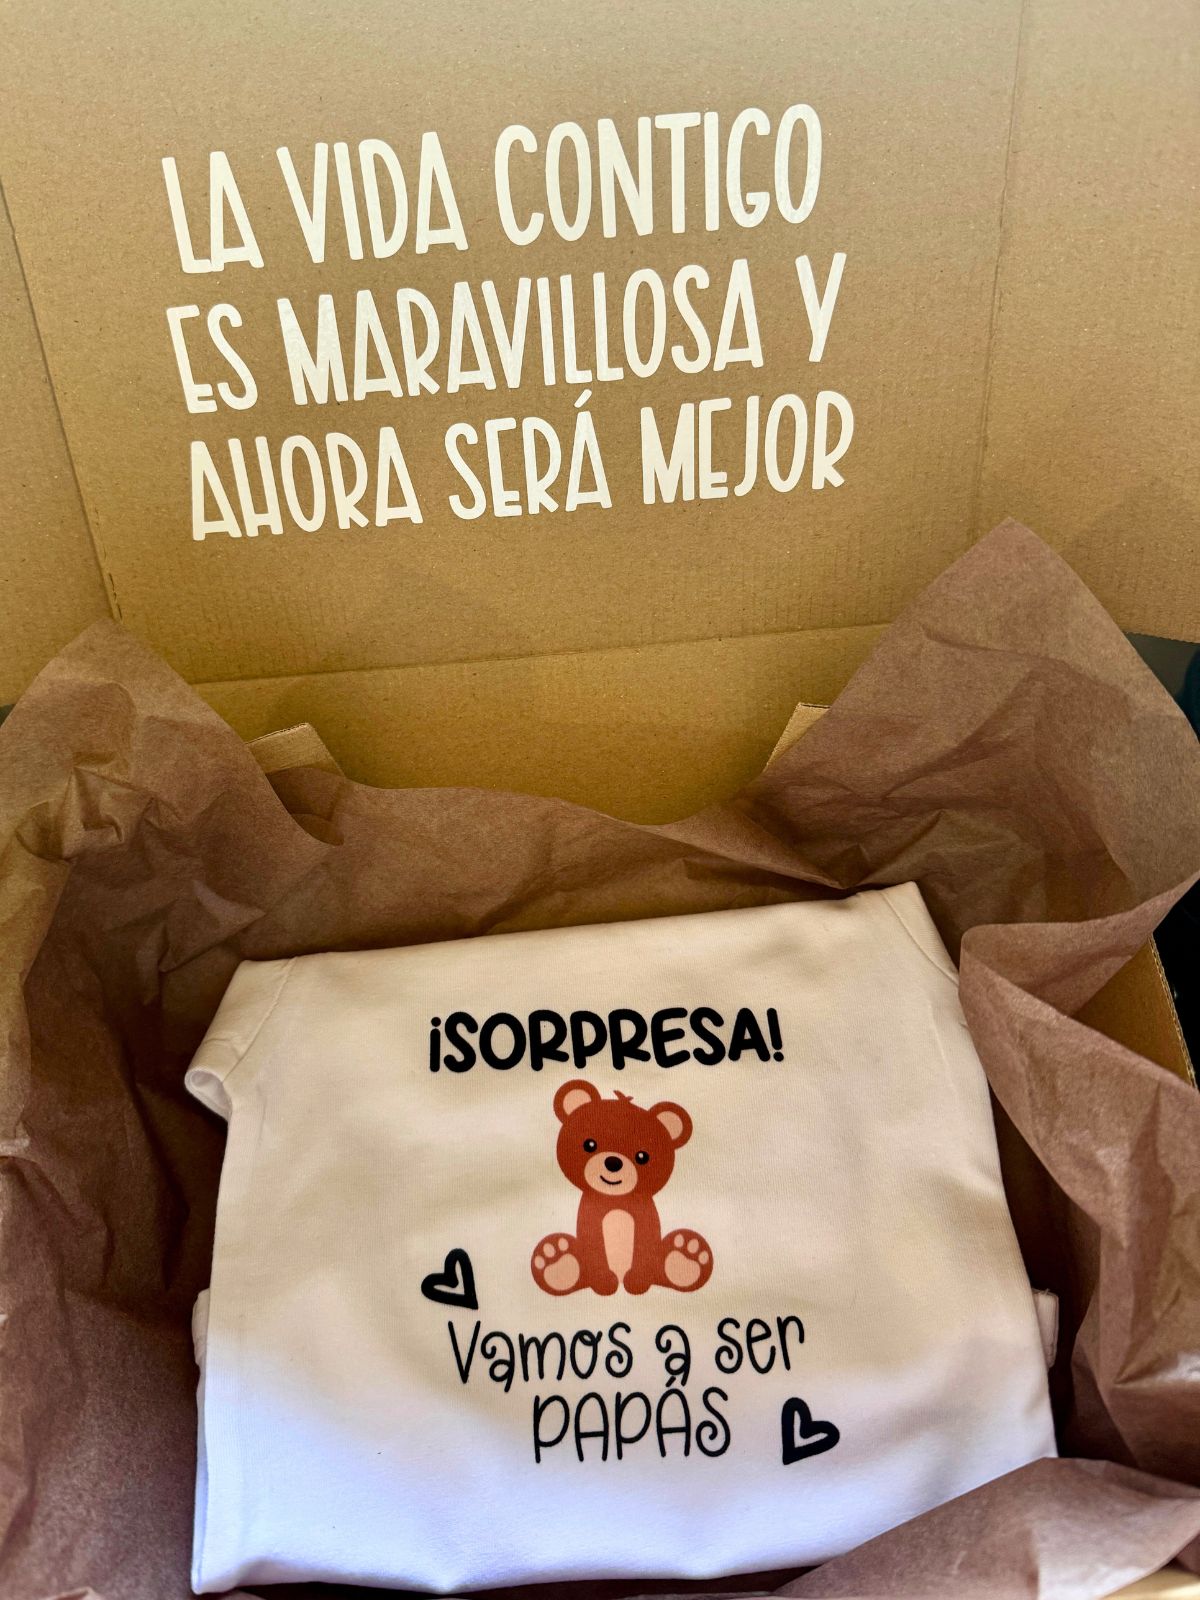 LA VIDA CONTIGO
ES MARAVILLOSA Y
AHORA SERÁ MEJOR
¡SORPRESA!
Vamos a ser
PAPÁS